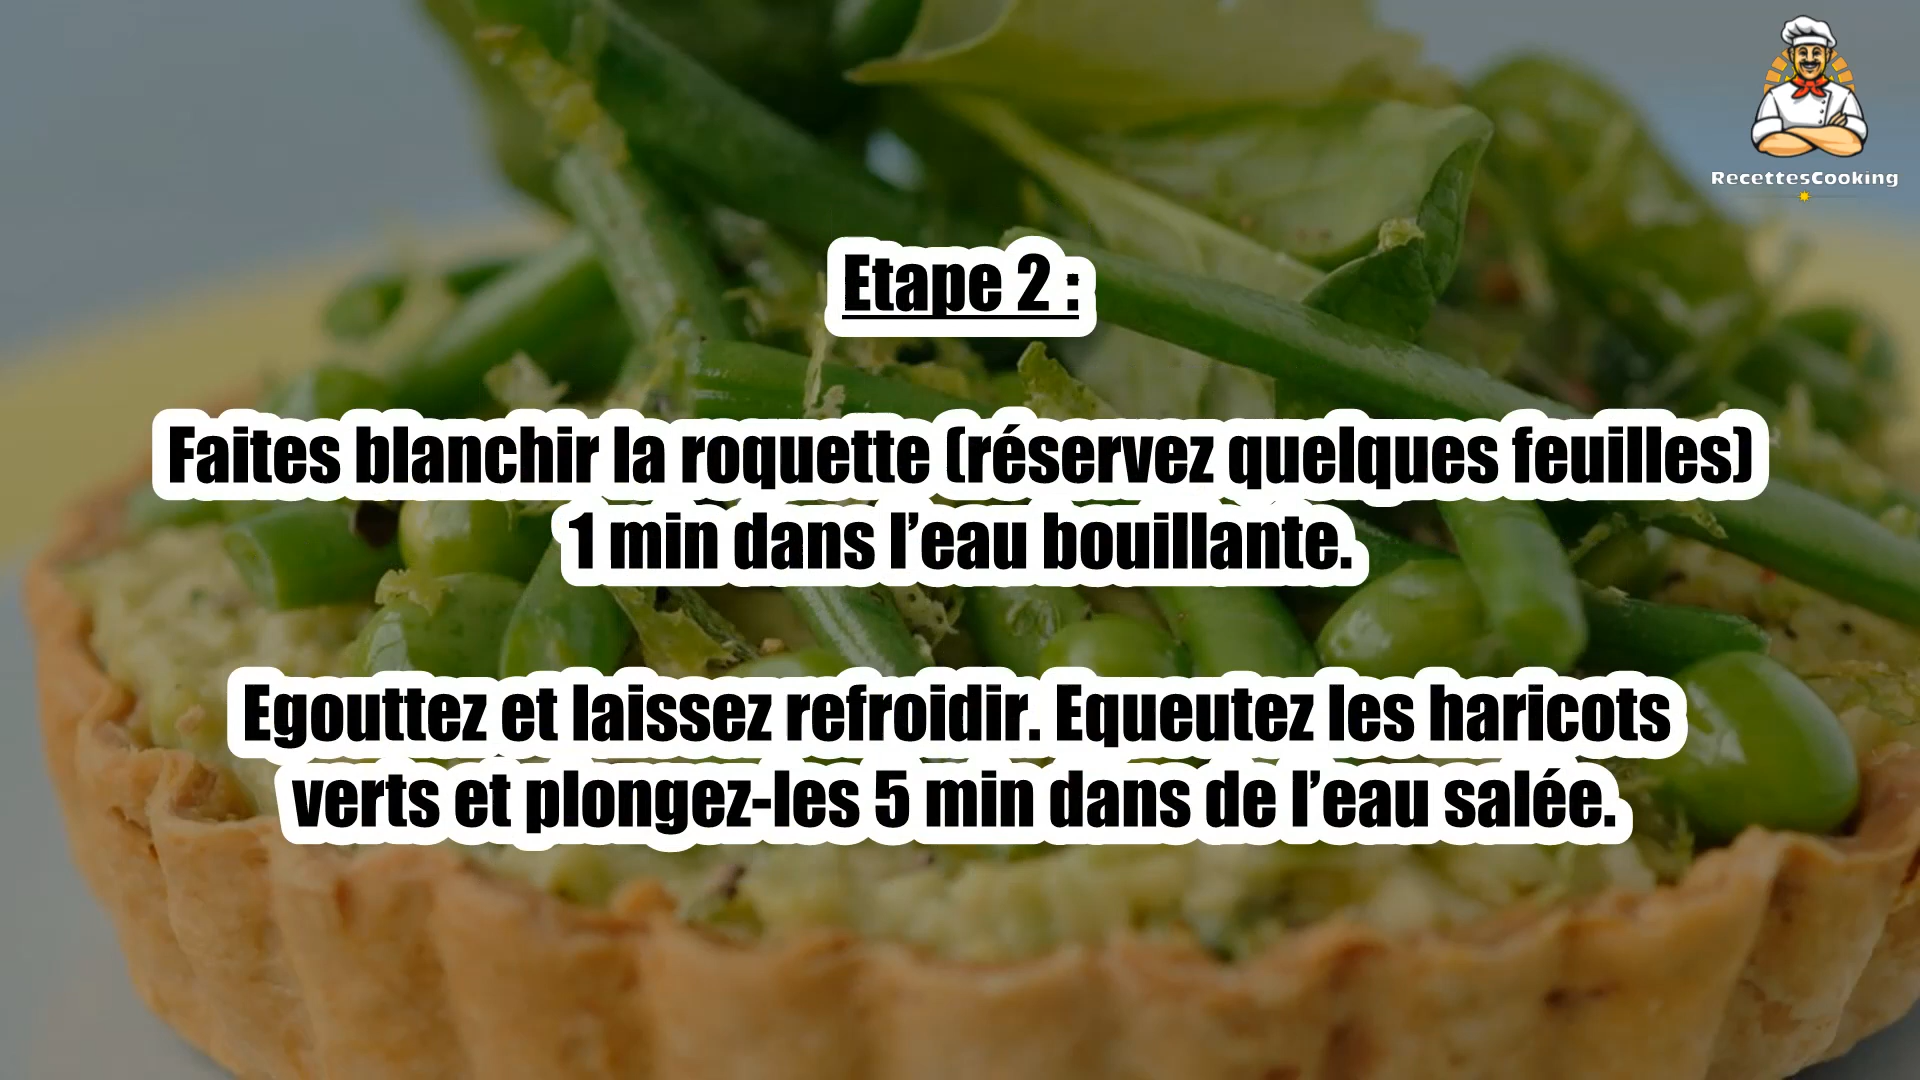 RecettesCooking
Etape 2 :
Faites blanchir la roquette (réservez quelques feuilles)
1 min dans l’eau bouillante.
Egouttez et laissez refroidir. Equeutez les haricots
verts et plongez-les 5 min dans de l’eau salée.